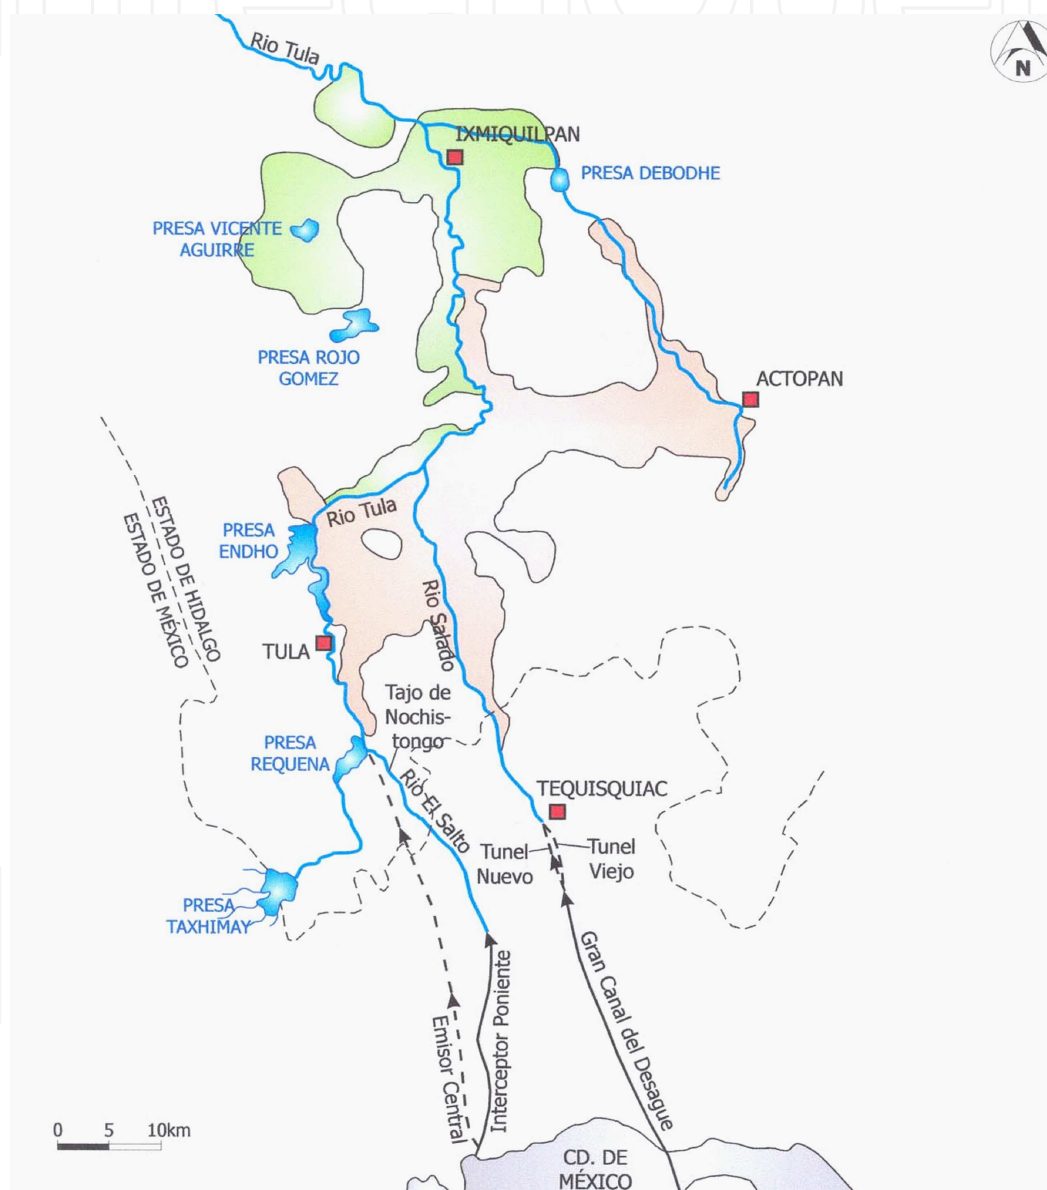 Rio Tula
N
IXMIQUILPAN
PRESA DEBODHE
PRESA VICENTE
AGUIRRE
PRESA ROJO
GOMEZ
ACTOPAN
Rio Tula
PRESA
ENDHO
ESTADO DE HIDALGO
ESTADO DE MÉXICO
Rio Salado
TULA
Tajo de
Nochis-
tongo
PRESA
REQUENA
Rio El Salto
TEQUISQUIAC
Tunel
Nuevo
Tunel
Viejo
PRESA
TAXHIMAY
Gran Canal del Desague
Interceptor Poniente
Emisor Central
0 5 10km
CD. DE
MÉXICO